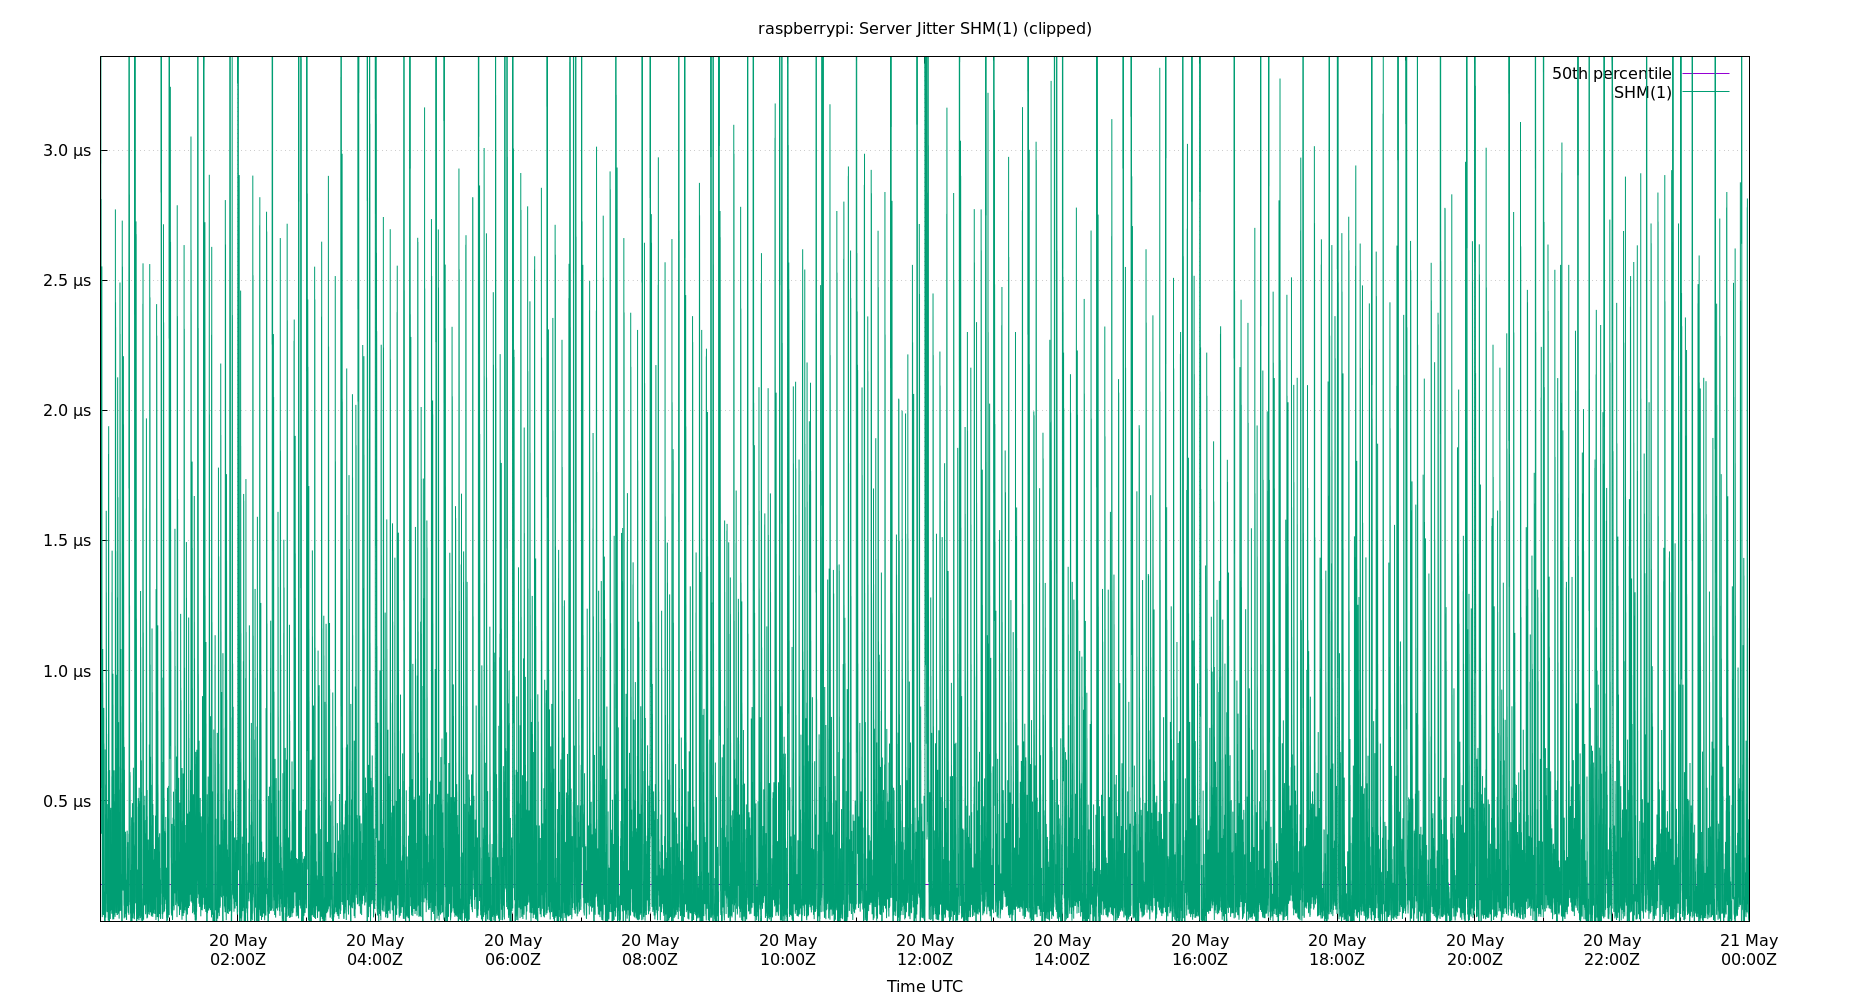 raspberrypi: Server Jitter SHM(1) (clipped)
50th percentile
SHM(1)
3.0 µs
2.5 µs
2.0 µs
1.5 µs
1.0 µs
0.5 µs
20 May 20 May 20 May 20 May 20 May 20 May 20 May 20 May 20 May 20 May 20 May 21 May
02:00Z 04:00Z 06:00Z 08:00Z 10:00Z 12:00Z 14:00Z 16:00Z 18:00Z 20:00Z 22:00Z 00:00Z
Time UTC